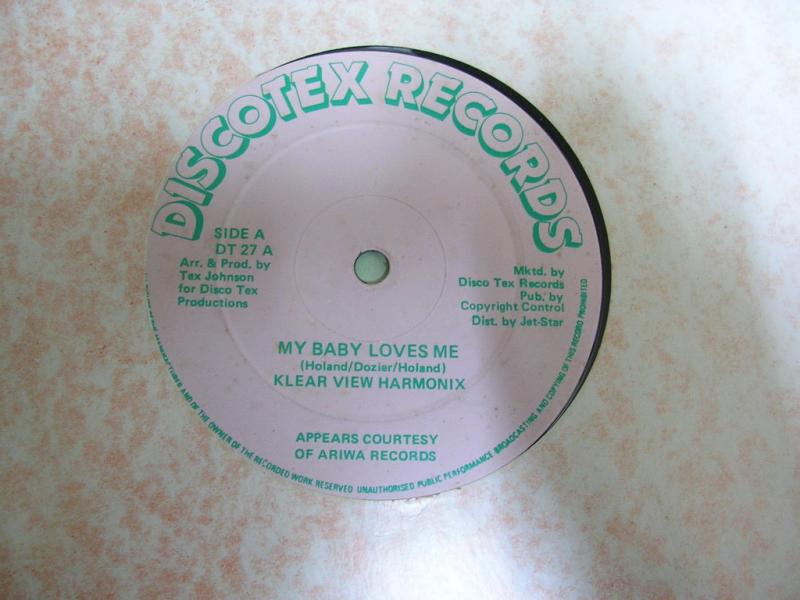 DISCOTEX RECORDS
SIDE A
DT 27 A
Arr. & Prod. by
Tex Johnson
for Disco Tex
Productions
Mktd. by
Disco Tex Records
Pub. by
Copyright Control
Dist. by Jet-Star
MY BABY LOVES ME
(Holand/Dozier/Holand)
KLEAR VIEW HARMONIX
APPEARS COURTESY
OF ARIWA RECORDS
AND OF THE OWNER OF THE RECORDED WORK RESERVED UNAUTHORISED PUBLIC PERFORMANCE BROADCASTING AND COPYING OF THIS RECORD PROHIBITED